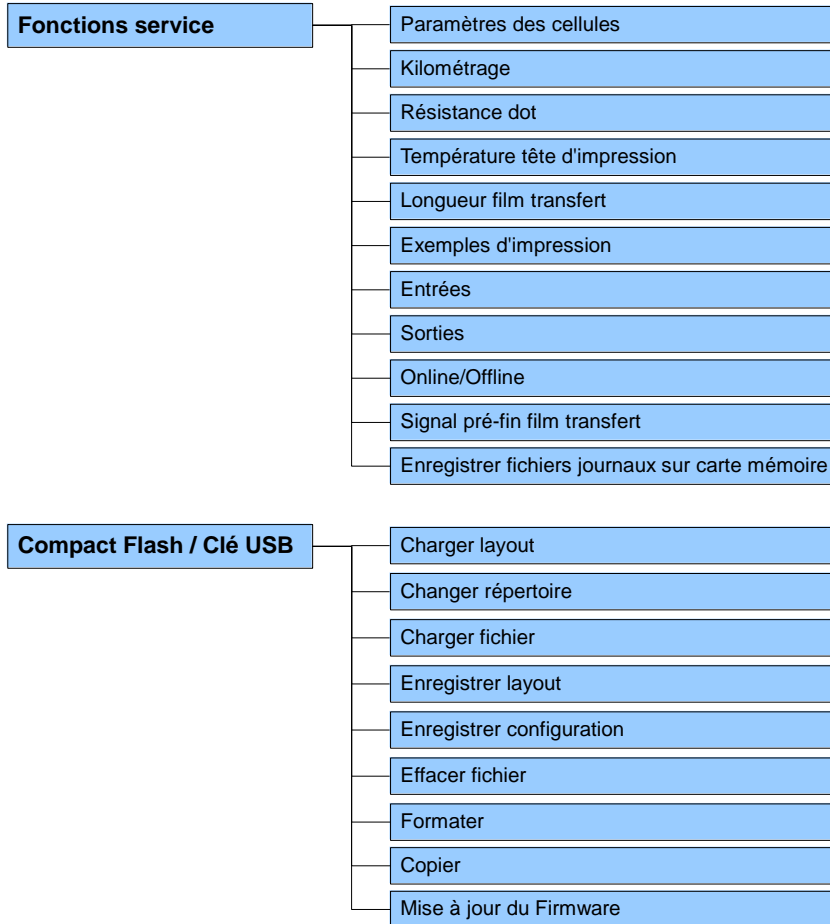 Fonctions service
Paramètres des cellules
Kilométrage
Résistance dot
Température tête d'impression
Longueur film transfert
Exemples d'impression
Entrées
Sorties
Online/Offline
Signal pré-fin film transfert
Enregistrer fichiers journaux sur carte mémoire
Compact Flash / Clé USB
Charger layout
Changer répertoire
Charger fichier
Enregistrer layout
Enregistrer configuration
Effacer fichier
Formater
Copier
Mise à jour du Firmware